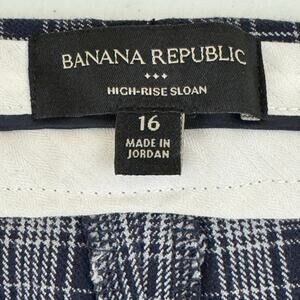 BANANA REPUBLIC
HIGH-RISE SLOAN
16
MADE IN
JORDAN